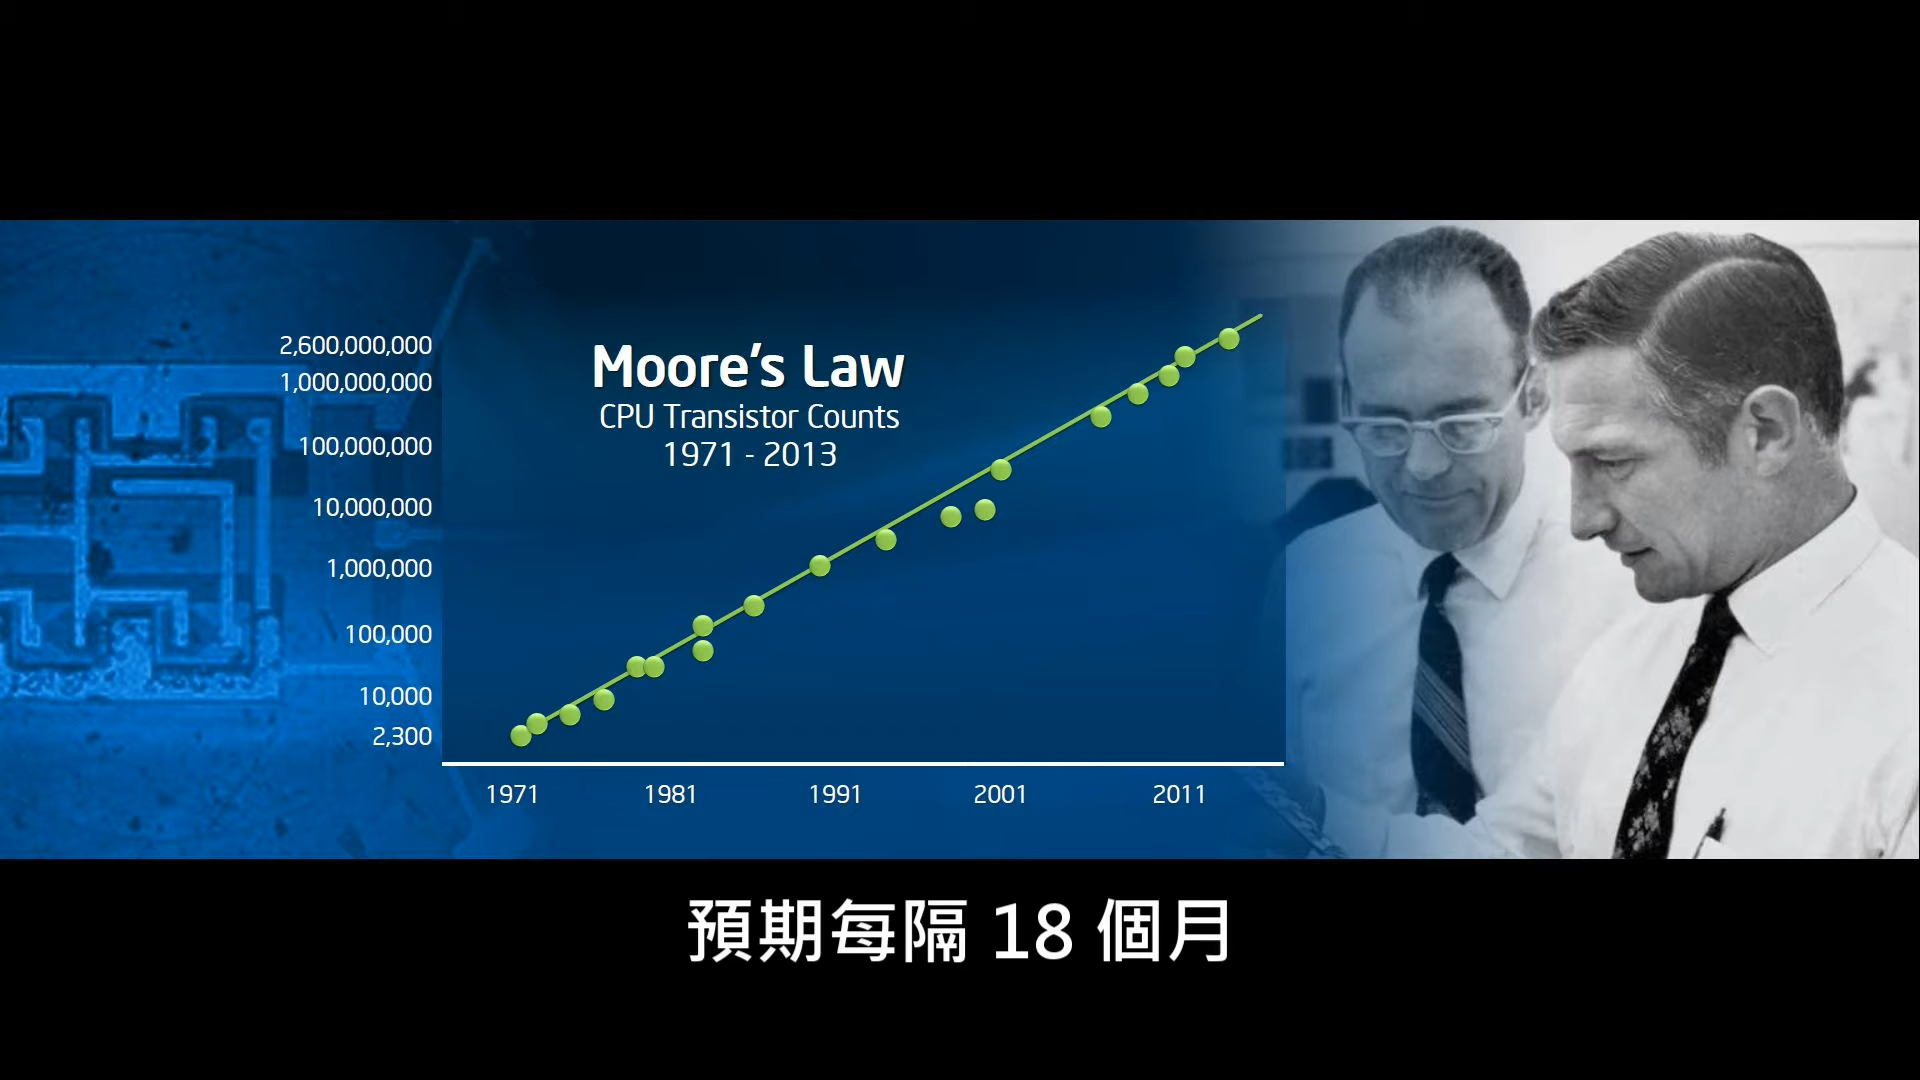 Moore's Law
CPU Transistor Counts
1971 - 2013
2,600,000,000
1,000,000,000
100,000,000
10,000,000
1,000,000
100,000
10,000
2,300
1971 1981 1991 2001 2011
預期每隔 18 個月